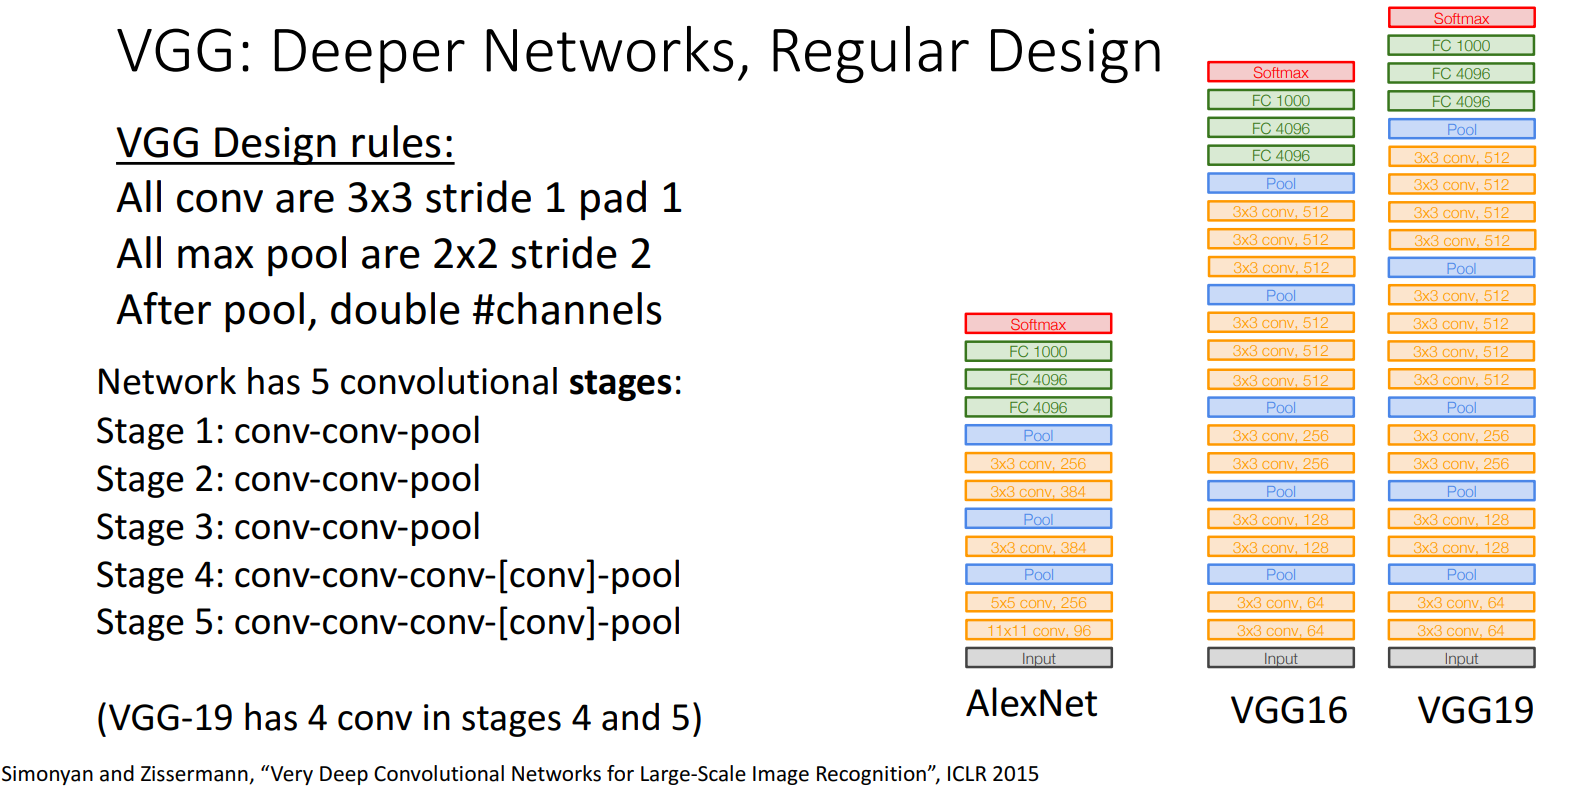 VGG: Deeper Networks, Regular Design
VGG Design rules:
All conv are 3x3 stride 1 pad 1
All max pool are 2x2 stride 2
After pool, double #channels
Network has 5 convolutional stages:
Stage 1: conv-conv-pool
Stage 2: conv-conv-pool
Stage 3: conv-conv-pool
Stage 4: conv-conv-conv-[conv]-pool
Stage 5: conv-conv-conv-[conv]-pool
(VGG-19 has 4 conv in stages 4 and 5)
Softmax
FC 1000
FC 4096
FC 4096
Pool
3x3 conv, 256
3x3 conv, 384
Pool
3x3 conv, 384
Pool
5x5 conv, 256
11x11 conv, 96
Input
AlexNet
Softmax
FC 1000
FC 4096
FC 4096
Pool
3x3 conv, 512
3x3 conv, 512
3x3 conv, 512
Pool
3x3 conv, 512
3x3 conv, 512
3x3 conv, 512
Pool
3x3 conv, 256
3x3 conv, 256
Pool
3x3 conv, 128
3x3 conv, 128
Pool
3x3 conv, 64
3x3 conv, 64
Input
VGG16
Softmax
FC 1000
FC 4096
FC 4096
Pool
3x3 conv, 512
3x3 conv, 512
3x3 conv, 512
3x3 conv, 512
Pool
3x3 conv, 512
3x3 conv, 512
3x3 conv, 512
3x3 conv, 512
Pool
3x3 conv, 256
3x3 conv, 256
Pool
3x3 conv, 128
3x3 conv, 128
Pool
3x3 conv, 64
3x3 conv, 64
Input
VGG19
Simonyan and Zissermann, “Very Deep Convolutional Networks for Large-Scale Image Recognition”, ICLR 2015